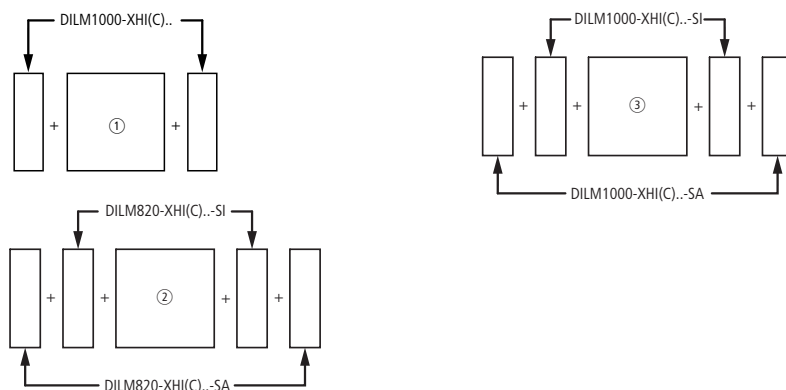 DILM1000-XHI(C)..
+ ① +
DILM820-XHI(C)..-SI
+ + ② + +
DILM820-XHI(C)..-SA
DILM1000-XHI(C)..-SI
+ + ③ + +
DILM1000-XHI(C)..-SA